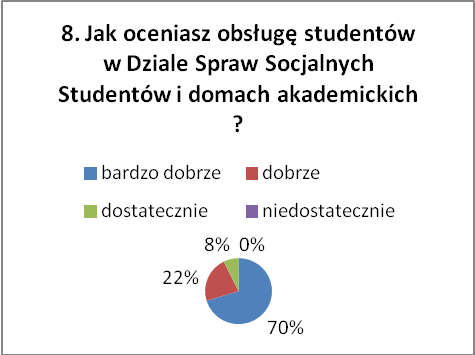 8. Jak oceniasz obsługę studentów
w Dziale Spraw Socjalnych
Studentów i domach akademickich
?
bardzo dobrze dobrze
dostatecznie niedostatecznie
8% 0%
22%
70%